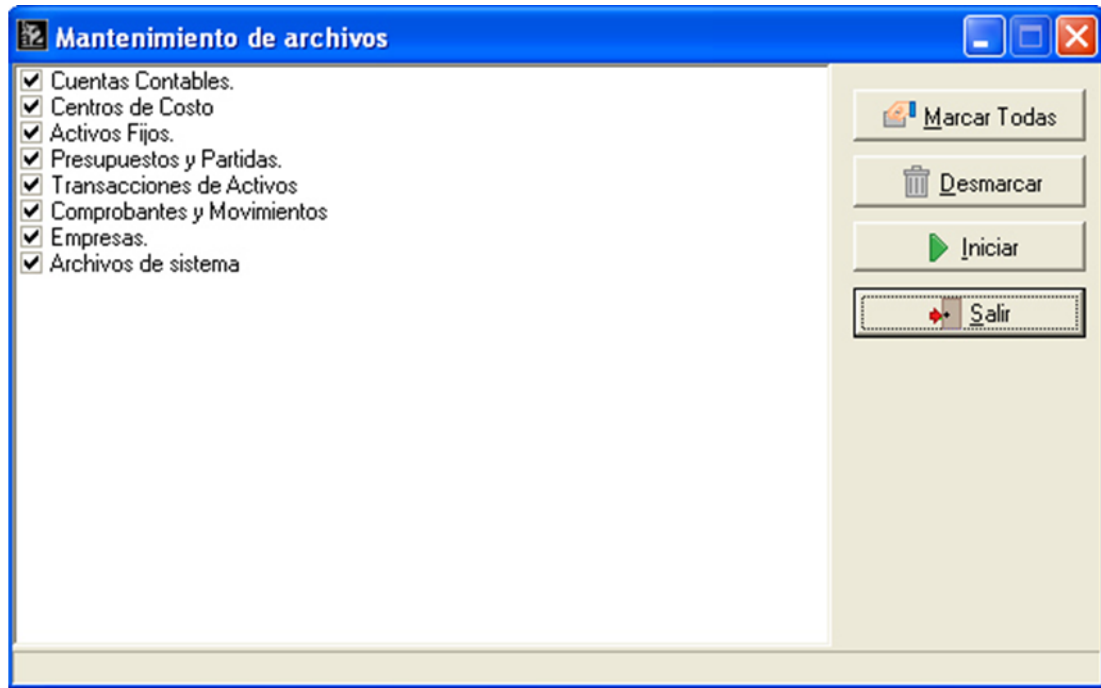 Mantenimiento de archivos
Cuentas Contables.
Centros de Costo
Activos Fijos.
Presupuestos y Partidas.
Transacciones de Activos
Comprobantes y Movimientos
Empresas.
Archivos de sistema
Marcar Todas
Desmarcar
Iniciar
Salir